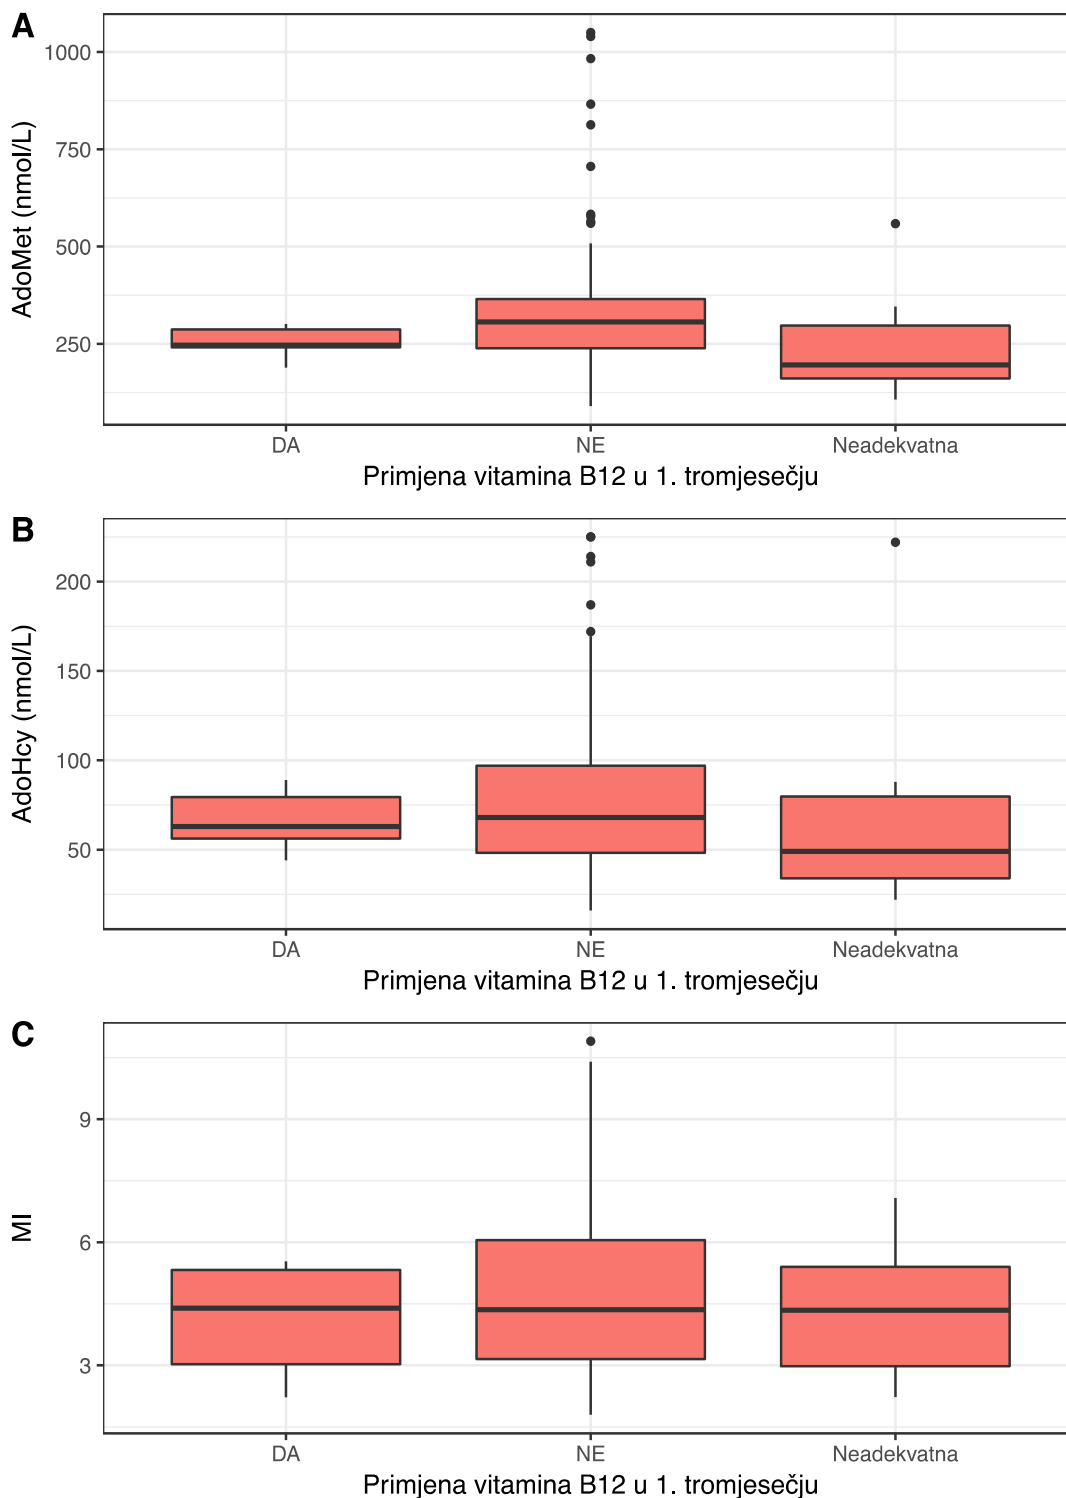 A
AdoMet (nmol/L)
1000
750
500
250
DA NE Neadekvatna
Primjena vitamina B12 u 1. tromjesečju
B
AdoHcy (nmol/L)
200
150
100
50
DA NE Neadekvatna
Primjena vitamina B12 u 1. tromjesečju
C
MI
9
6
3
DA NE Neadekvatna
Primjena vitamina B12 u 1. tromjesečju